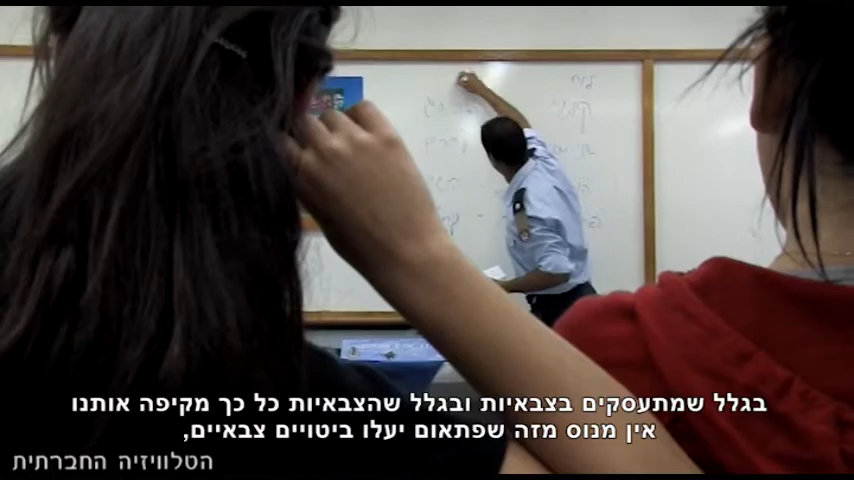 בגלל שמתעסקים בצבאיות ובגלל שהצבאיות כל כך מקיפה אותנו
אין מנוס מזה שפתאום יעלו ביטויים צבאיים,
הטלוויזיה החברתית